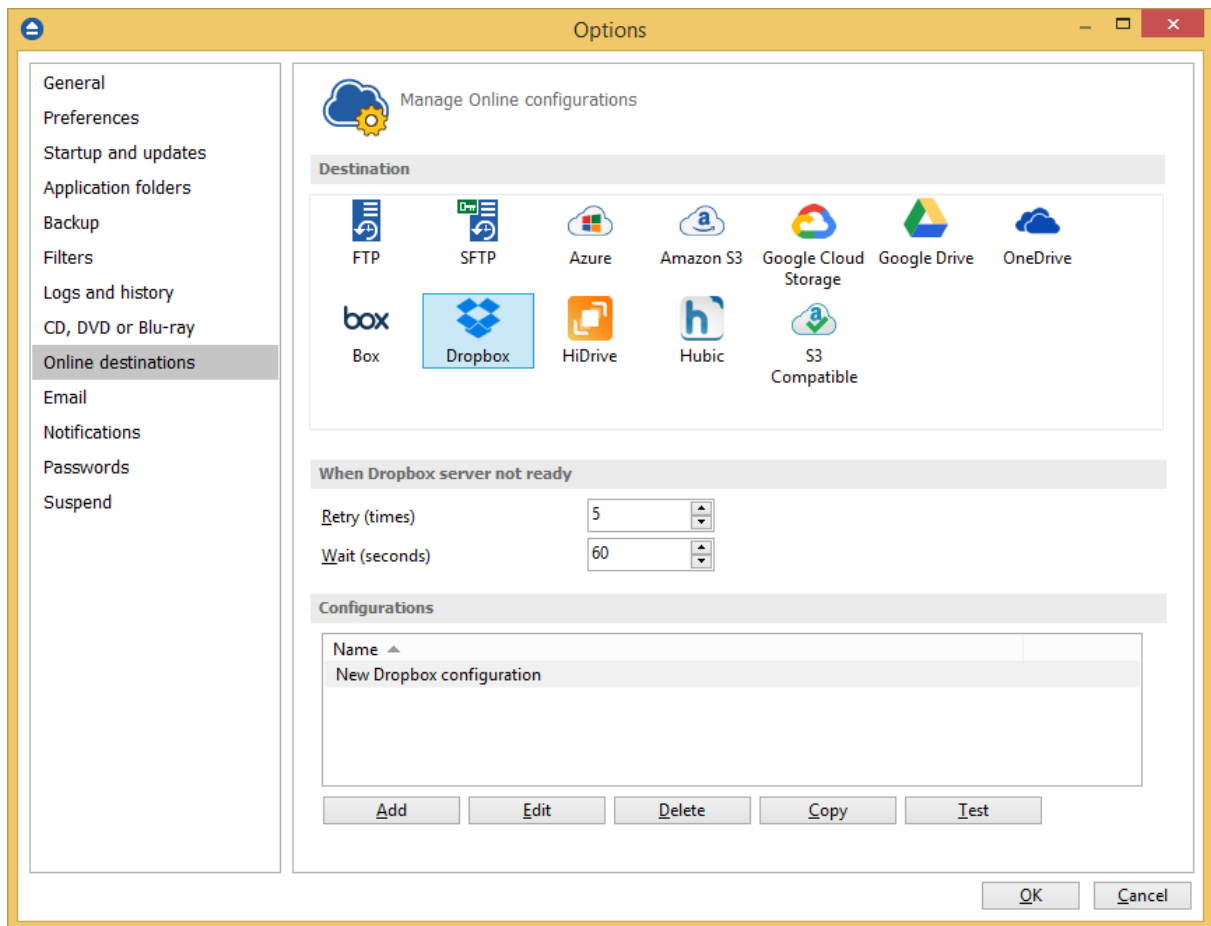 Options
General
Preferences
Startup and updates
Application folders
Backup
Filters
Logs and history
CD, DVD or Blu-ray
Online destinations
Email
Notifications
Passwords
Suspend
Manage Online configurations
Destination
FTP
SFTP
Azure
a
Amazon S3
Google Cloud
Storage
Google Drive
OneDrive
box
Box
Dropbox
HiDrive
h
Hubic
a
S3
Compatible
When Dropbox server not ready
Retry (times)
5
Wait (seconds)
60
Configurations
Name
New Dropbox configuration
Add
Edit
Delete
Copy
Test
OK
Cancel